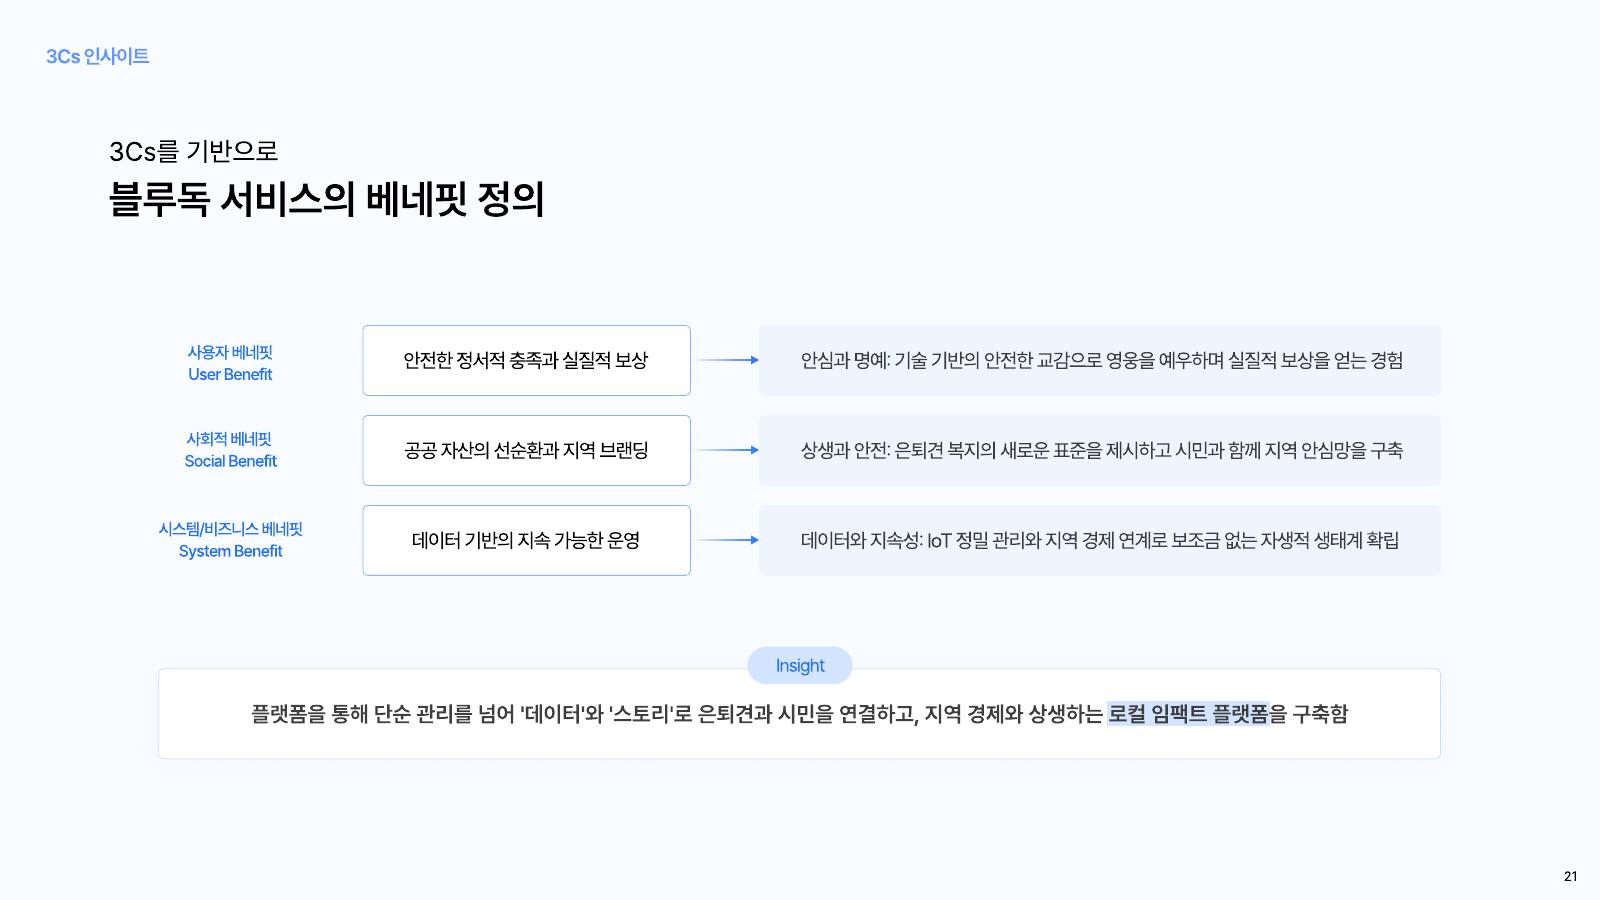 3Cs 인사이트
3Cs를 기반으로
블루독 서비스의 베네핏 정의
사용자 베네핏
User Benefit
안전한 정서적 충족과 실질적 보상
안심과 명예: 기술 기반의 안전한 교감으로 영웅을 예우하며 실질적 보상을 얻는 경험
사회적 베네핏
Social Benefit
공공 자산의 선순환과 지역 브랜딩
상생과 안전: 은퇴견 복지의 새로운 표준을 제시하고 시민과 함께 지역 안심망을 구축
시스템/비즈니스 베네핏
System Benefit
데이터 기반의 지속 가능한 운영
데이터와 지속성: IoT 정밀 관리와 지역 경제 연계로 보조금 없는 자생적 생태계 확립
Insight
플랫폼을 통해 단순 관리를 넘어 '데이터'와 '스토리'로 은퇴견과 시민을 연결하고, 지역 경제와 상생하는 로컬 임팩트 플랫폼을 구축함
21